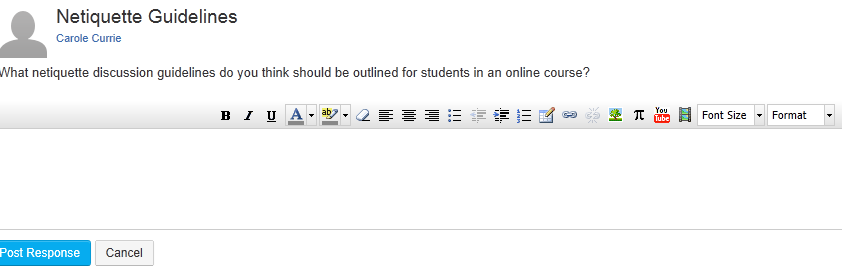 Netiquette Guidelines
Carole Currie
What netiquette discussion guidelines do you think should be outlined for students in an online course?
B I U A ab π You Tube Font Size Format
Post Response Cancel